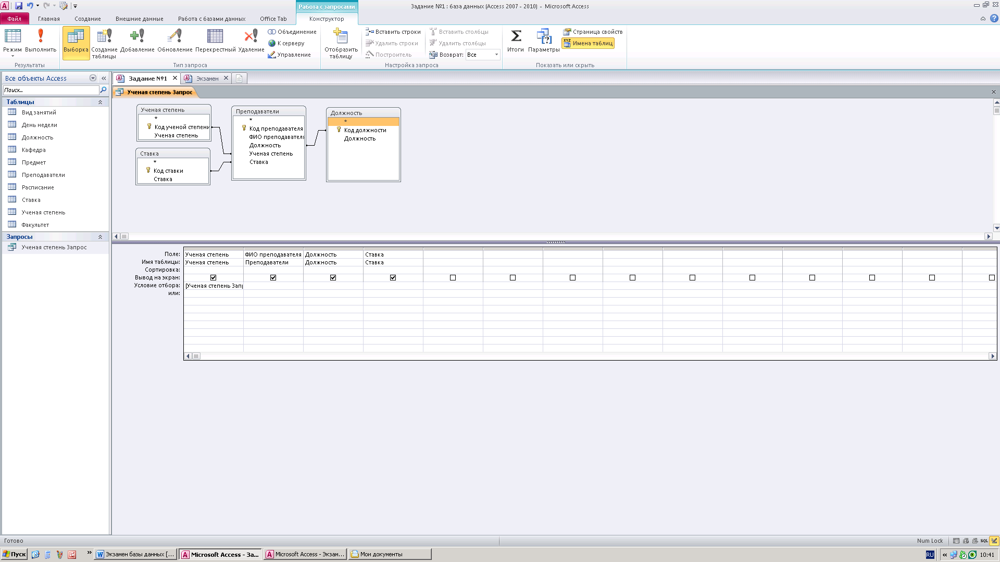 Работа с запросами
Задание №1 : база данных (Access 2007 - 2010) - Microsoft Access
Файл
Главная
Создание
Внешние данные
Работа с базами данных
Office Tab
Конструктор
Режим
Выполнить
Результаты
Выборка
Создание таблицы
Добавление
Обновление
Перекрестный
Удаление
Объединение
К серверу
Управление
Тип запроса
Отобразить таблицу
Вставить строки
Удалить строки
Построитель
Вставить столбцы
Удалить столбцы
Возврат: Все
Настройка запроса
Итоги
Параметры
Страница свойств
Имена таблиц
Показать или скрыть
Все объекты Access
Поиск...
Таблицы
Вид занятий
День недели
Должность
Кафедра
Предмет
Преподаватели
Расписание
Ставка
Ученая степень
Факультет
Запросы
Ученая степень Запрос
Задание №1
Экзамен
Ученая степень Запрос
Ученая степень
*
Код ученой степени
Ученая степень
Ставка
*
Код ставки
Ставка
Преподаватели
*
Код преподавателя
ФИО преподавателя
Должность
Ученая степень
Ставка
Должность
*
Код должности
Должность
Поле: Ученая степень ФИО преподавателя Должность Ставка
Имя таблицы: Ученая степень Преподаватели Должность Ставка
Сортировка:
Вывод на экран:
Условие отбора: [Ученая степень Зап
или:
Готово
Num Lock
SQL
Пуск
Экзамен базы данных [...
Microsoft Access - За...
Microsoft Access - Экзам...
Мои документы
RU
10:41